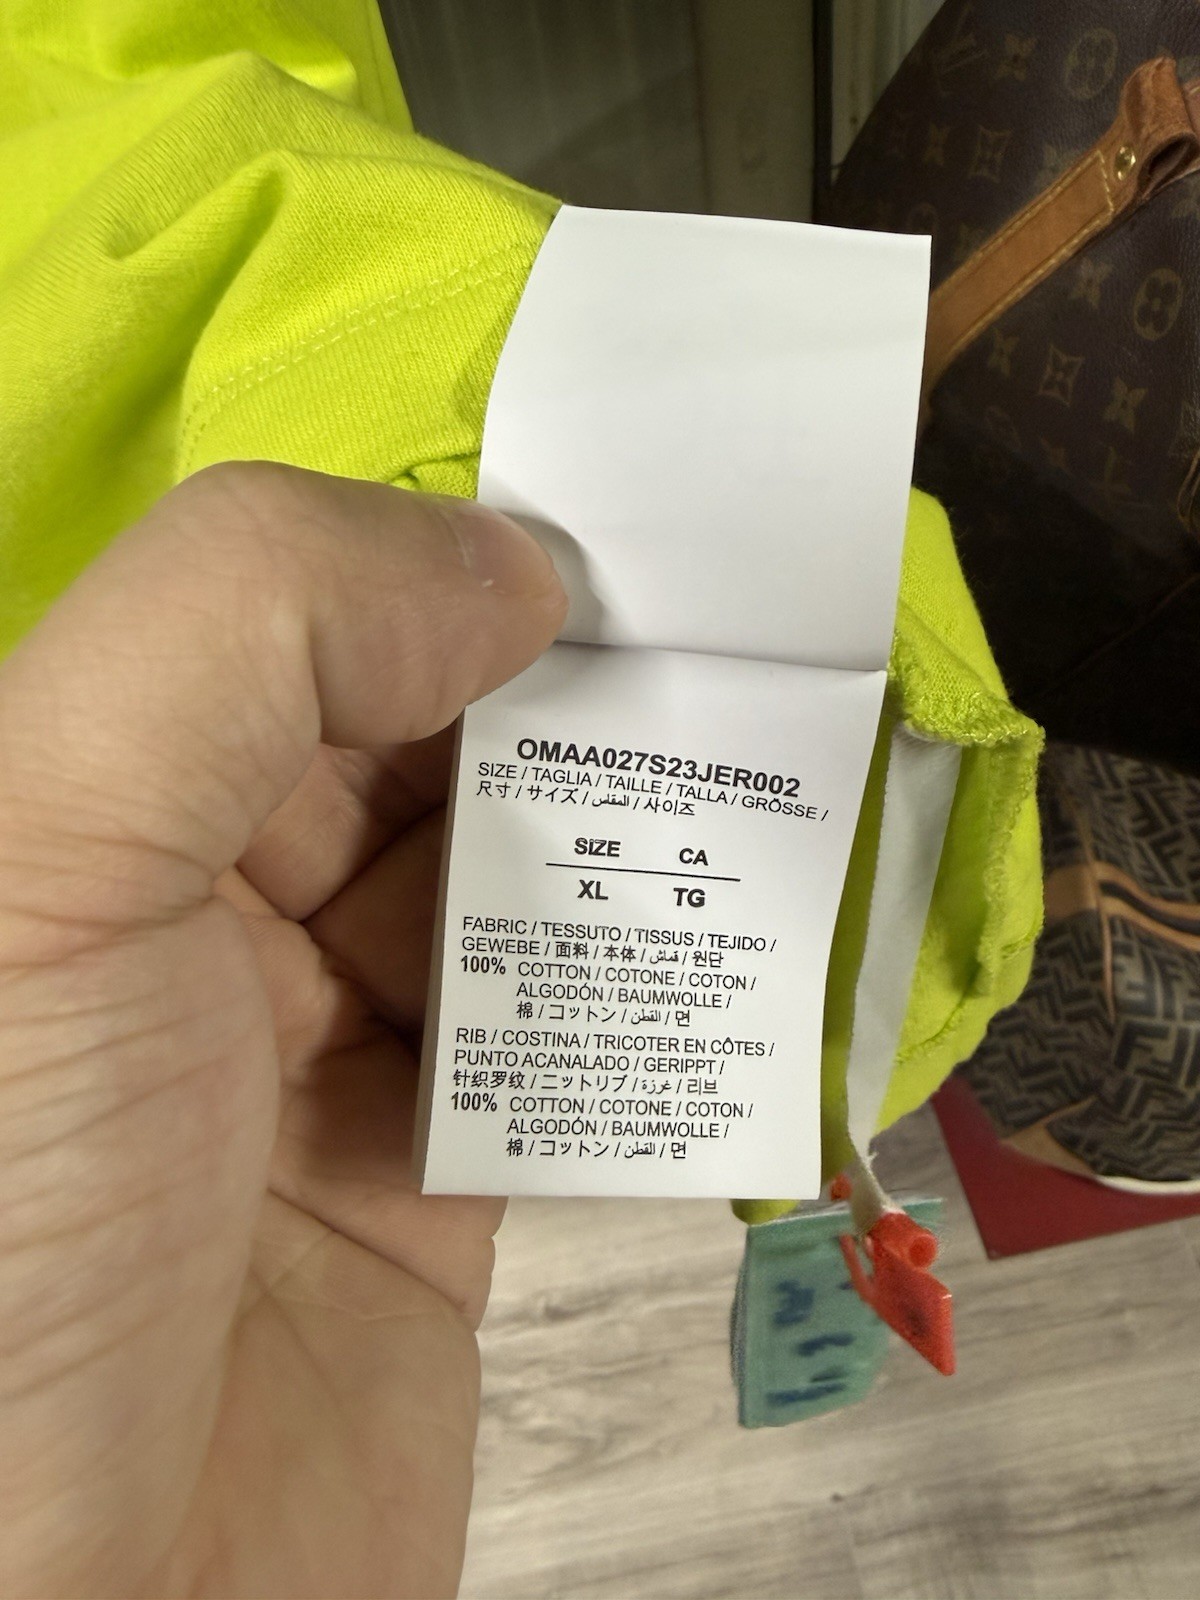 OMAA027S23JER002
SIZE / TAGLIA / TAILLE / TALLA / GRÖSSE /
尺寸 / サイズ / المقاس / 사이즈
SIZE CA
XL TG
FABRIC / TESSUTO / TISSUS / TEJIDO /
GEWEBE / 面料 / 本体 / قماش / 원단
100% COTTON / COTONE / COTON /
ALGODÓN / BAUMWOLLE /
棉 / コットン / القطن / 면
RIB / COSTINA / TRICOTER EN CÔTES /
PUNTO ACANALADO / GERIPPT /
针织罗纹 / ニットリブ / غرزة / 리브
100% COTTON / COTONE / COTON /
ALGODÓN / BAUMWOLLE /
棉 / コットン / القطن / 면